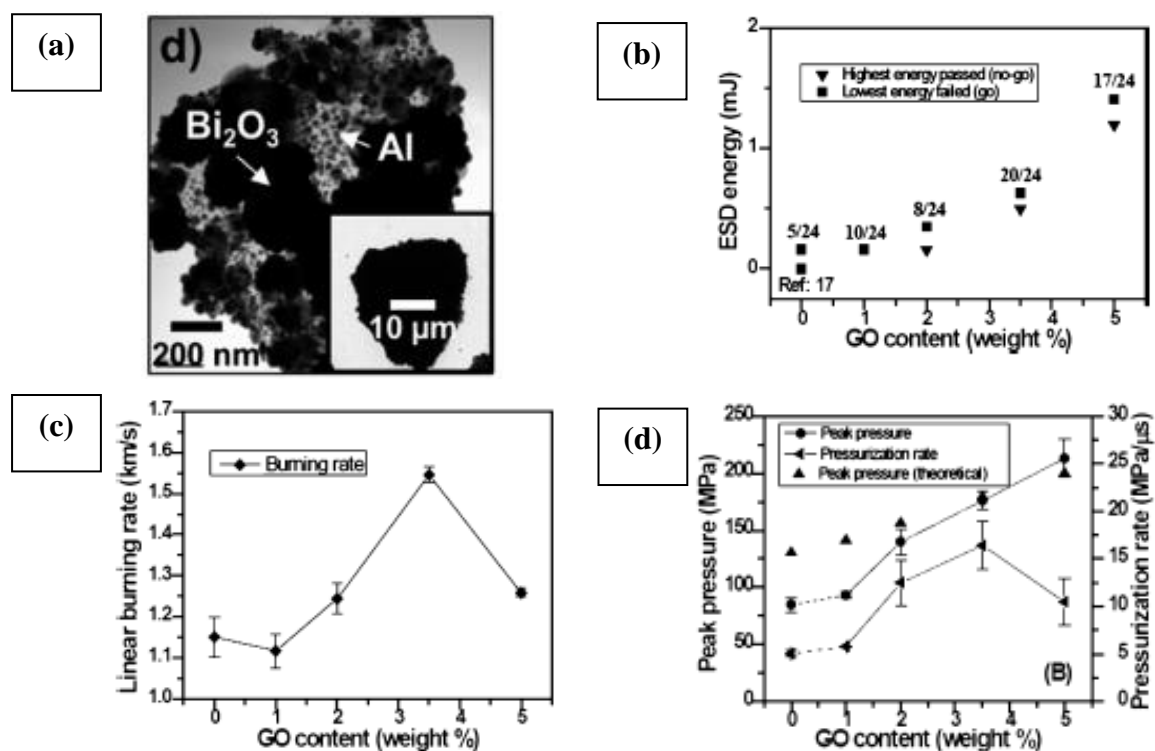 (a)
d)
Bi₂O₃
Al
10 µm
200 nm
(b)
2
1
0
ESD energy (mJ)
Highest energy passed (no-go)
Lowest energy failed (go)
5/24
10/24
8/24
20/24
17/24
Ref: 17
0 1 2 3 4 5
GO content (weight %)
(c)
1.7
1.6
1.5
1.4
1.3
1.2
1.1
1.0
Linear burning rate (km/s)
Burning rate
0 1 2 3 4 5
GO content (weight %)
(d)
250
200
150
100
50
0
Peak pressure (MPa)
Peak pressure
Pressurization rate
Peak pressure (theoretical)
30
25
20
15
10
5
0
Pressurization rate (MPa/µs)
(B)
0 1 2 3 4 5
GO content (weight %)